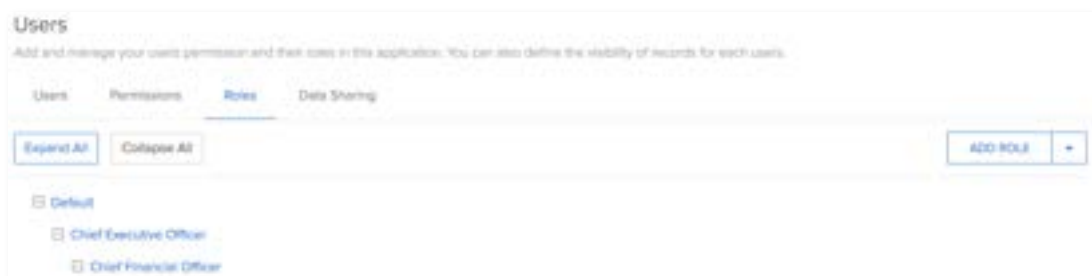 Users
Add and manage your users permission and their roles in this application. You can also define the visibility of records for each users.
Users Permissions Roles Data Sharing
Expand All Collapse All ADD ROLE
Default
Chief Executive Officer
Chief Financial Officer